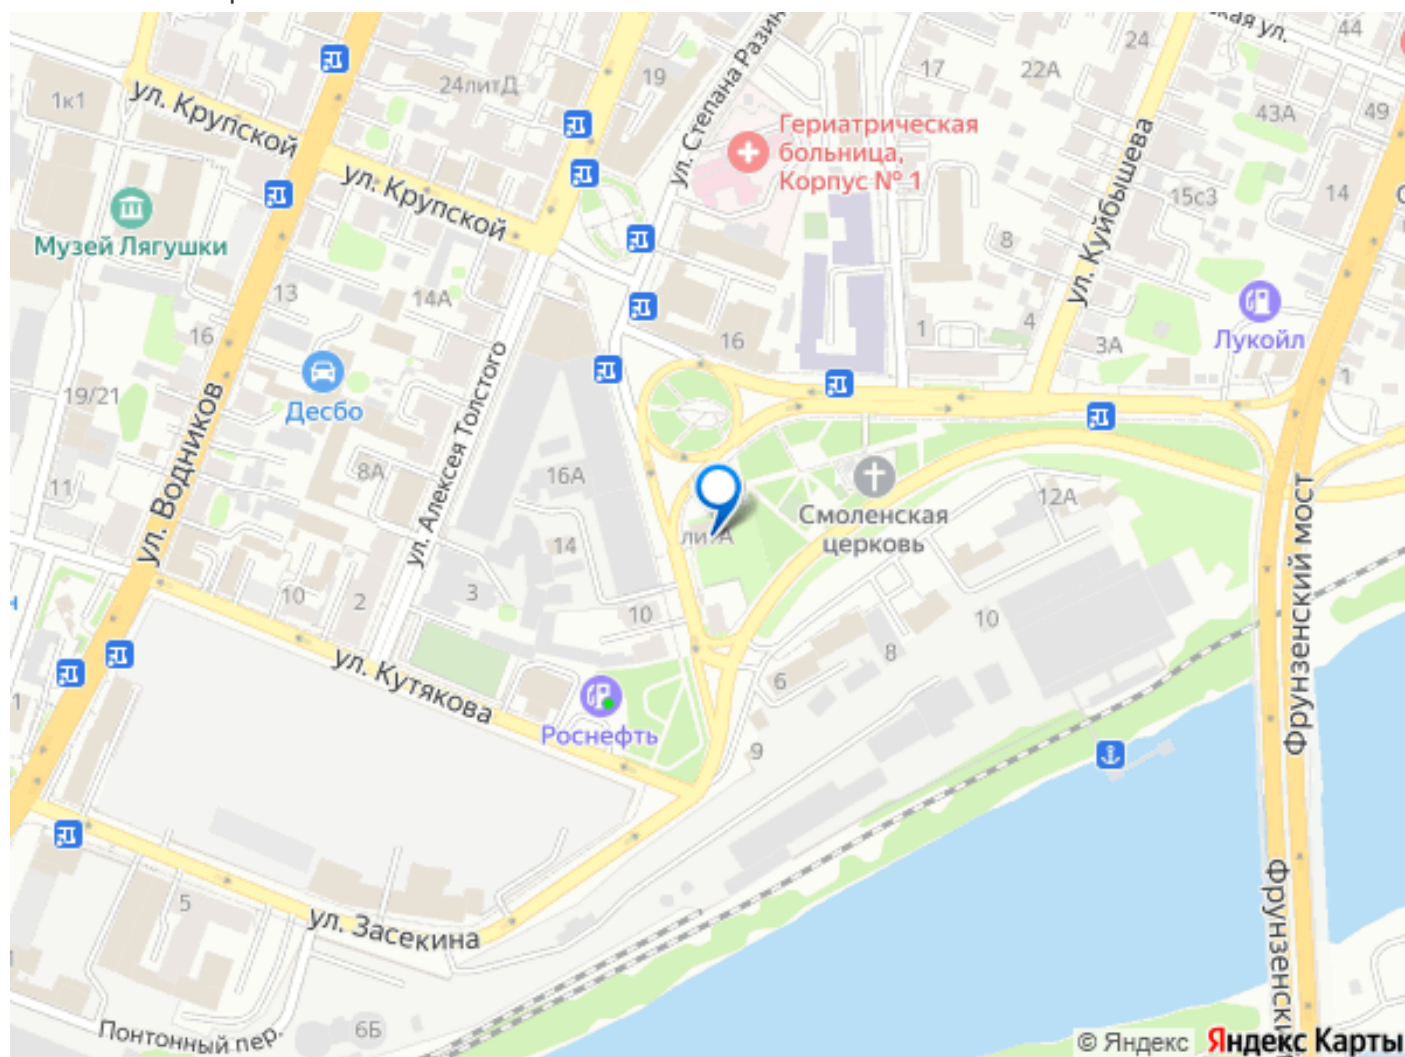 24
44
ул. Степана Разин
1к1
ул. Крупской
24литД
19
17
22А
43А
49
Гериатрическая
больница,
Корпус № 1
ул. Крупской
ул. Куйбышева
15с3
14
Музей Лягушки
8
13
14А
16
16
1
4
3А
Лукойл
1
19/21
Десбо
ул. Алексея Толстого
ул. Водников
8А
16А
11
Смоленская
церковь
12А
Фрунзенский мост
14
литА
10
2
3
10
10
8
ул. Кутякова
6
Роснефть
9
1
5
ул. Засекина
Понтонный пер.
6Б
© Яндекс
Яндекс Карты